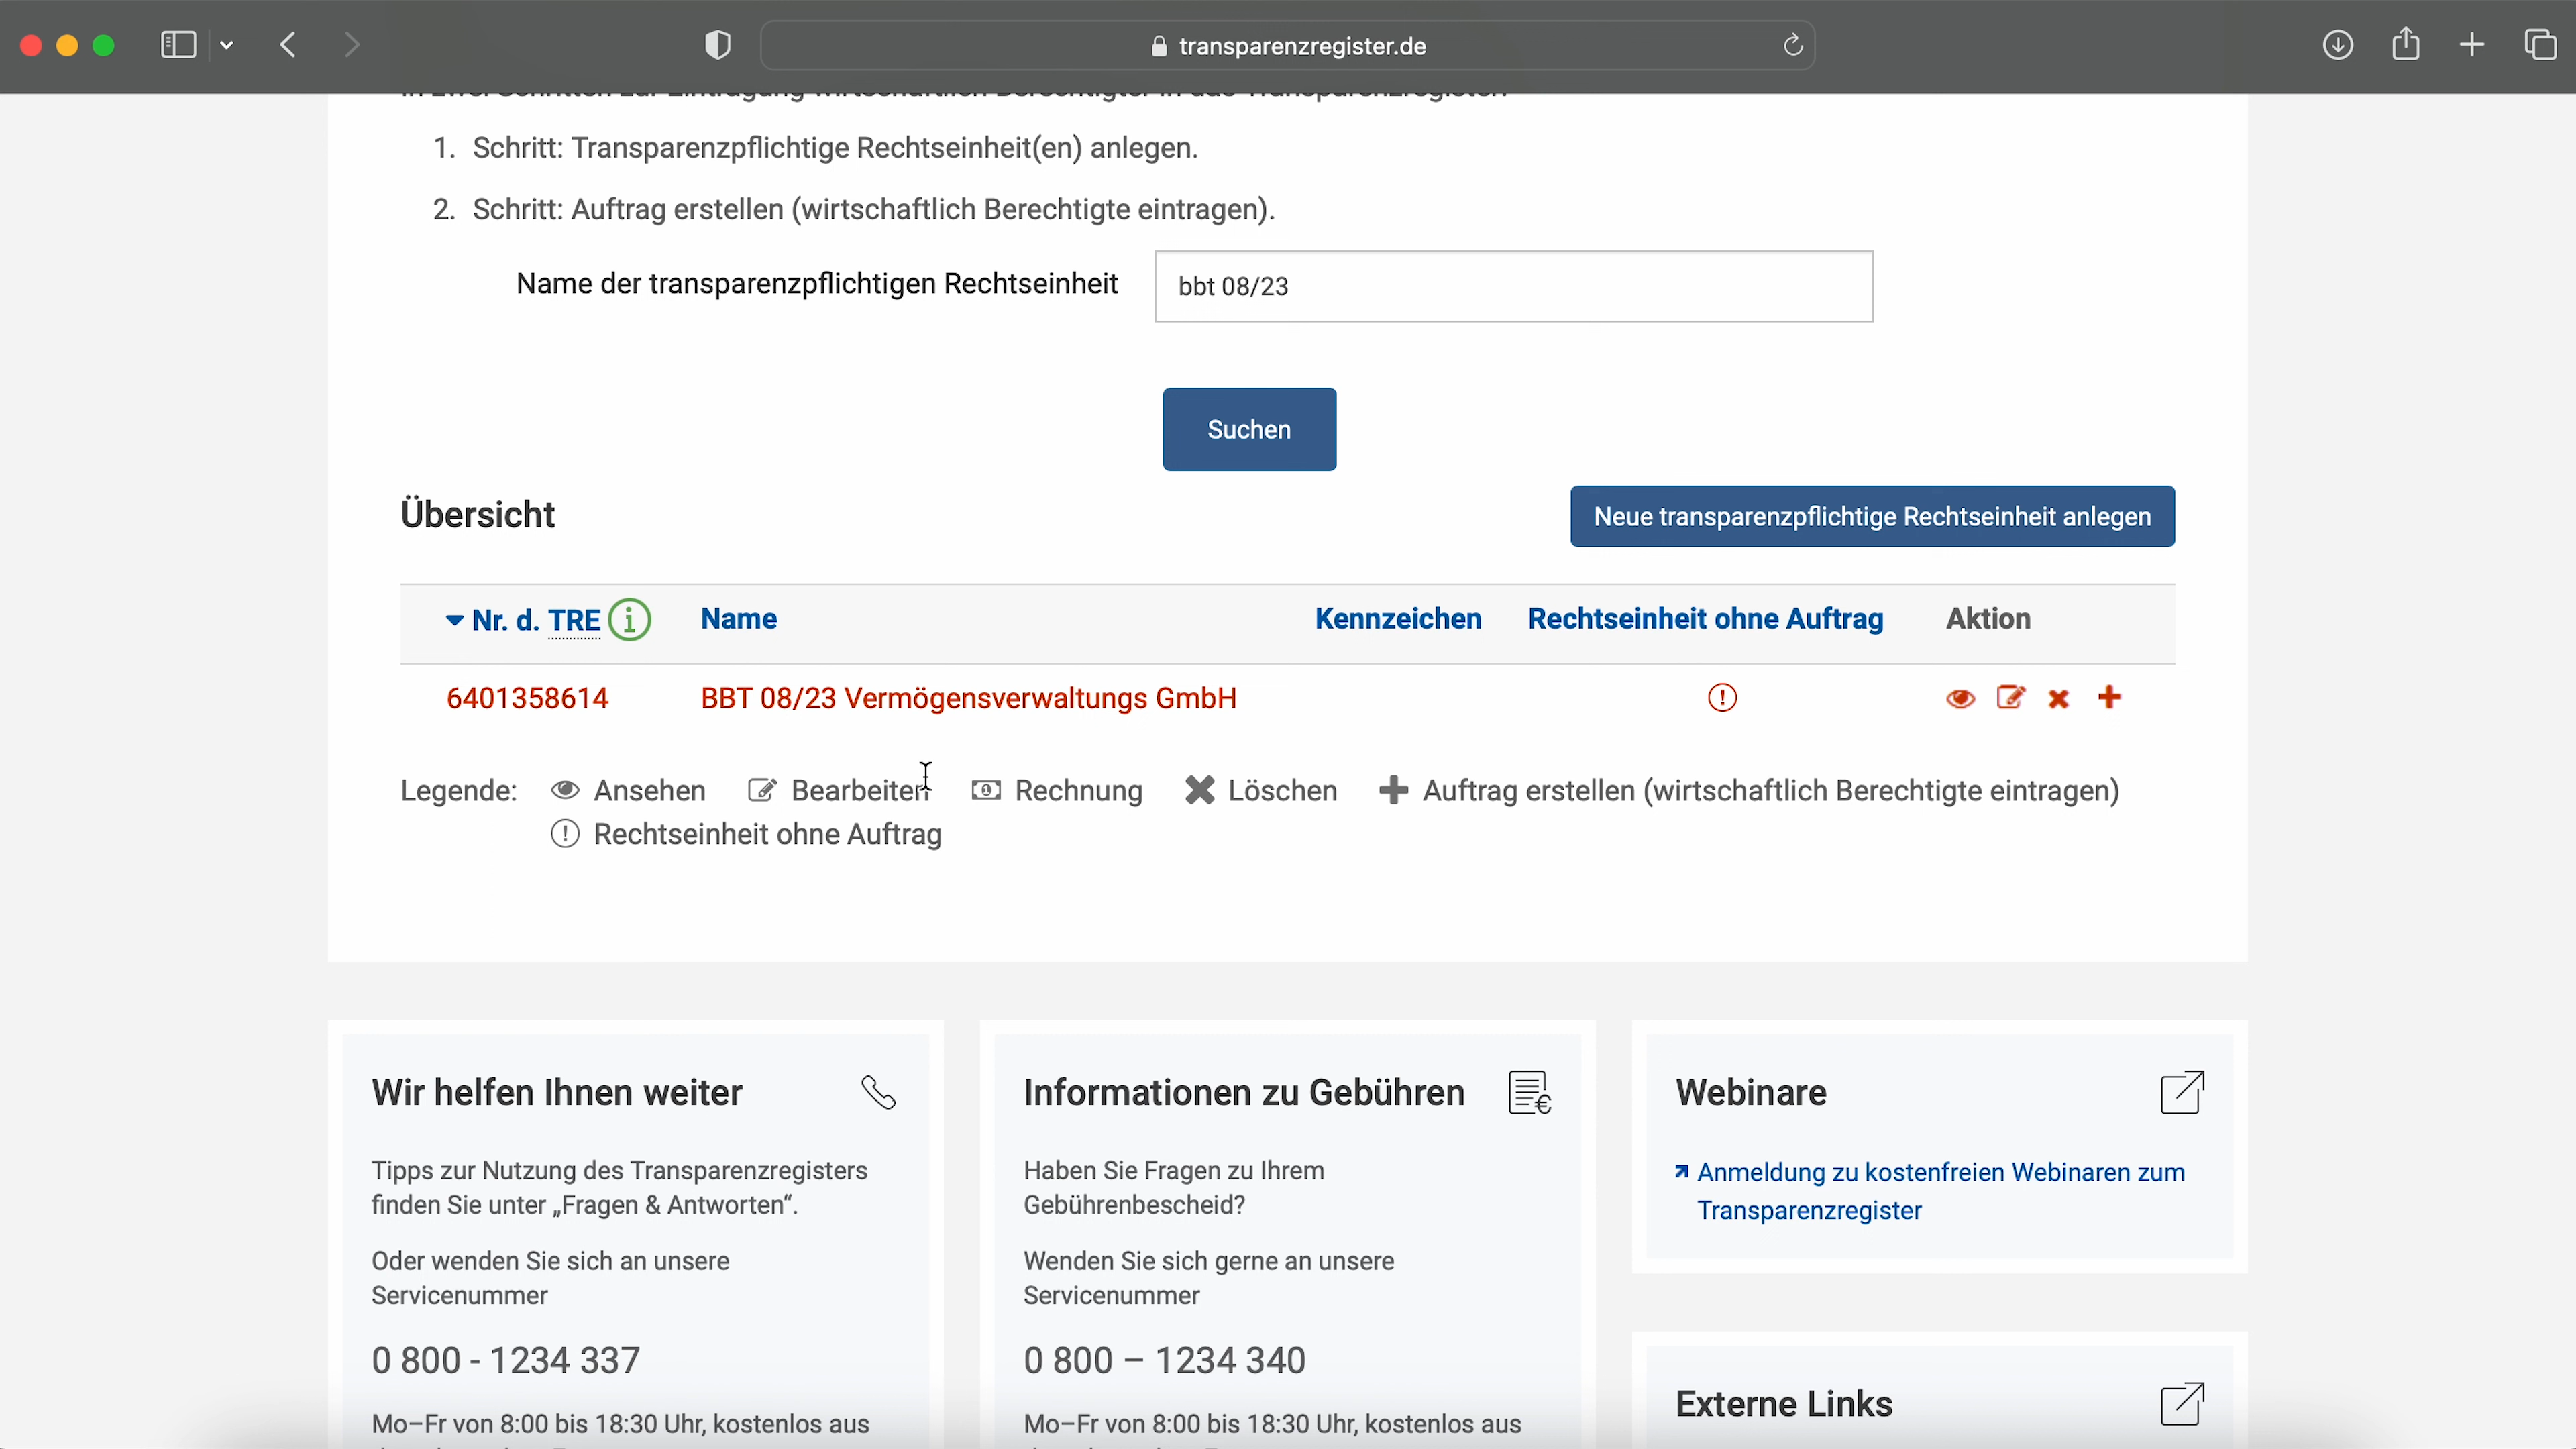 transparenzregister.de
1. Schritt: Transparenzpflichtige Rechtseinheit(en) anlegen.
2. Schritt: Auftrag erstellen (wirtschaftlich Berechtigte eintragen).
Name der transparenzpflichtigen Rechtseinheit
bbt 08/23
Suchen
Übersicht
Neue transparenzpflichtige Rechtseinheit anlegen
Nr. d. TRE Name Kennzeichen Rechtseinheit ohne Auftrag Aktion
6401358614 BBT 08/23 Vermögensverwaltungs GmbH
Legende: Ansehen Bearbeiten Rechnung Löschen Auftrag erstellen (wirtschaftlich Berechtigte eintragen)
Rechtseinheit ohne Auftrag
Wir helfen Ihnen weiter
Tipps zur Nutzung des Transparenzregisters
finden Sie unter „Fragen & Antworten“.
Oder wenden Sie sich an unsere
Servicenummer
0 800 - 1234 337
Mo–Fr von 8:00 bis 18:30 Uhr, kostenlos aus
Informationen zu Gebühren
Haben Sie Fragen zu Ihrem
Gebührenbescheid?
Wenden Sie sich gerne an unsere
Servicenummer
0 800 – 1234 340
Mo–Fr von 8:00 bis 18:30 Uhr, kostenlos aus
Webinare
Anmeldung zu kostenfreien Webinaren zum
Transparenzregister
Externe Links